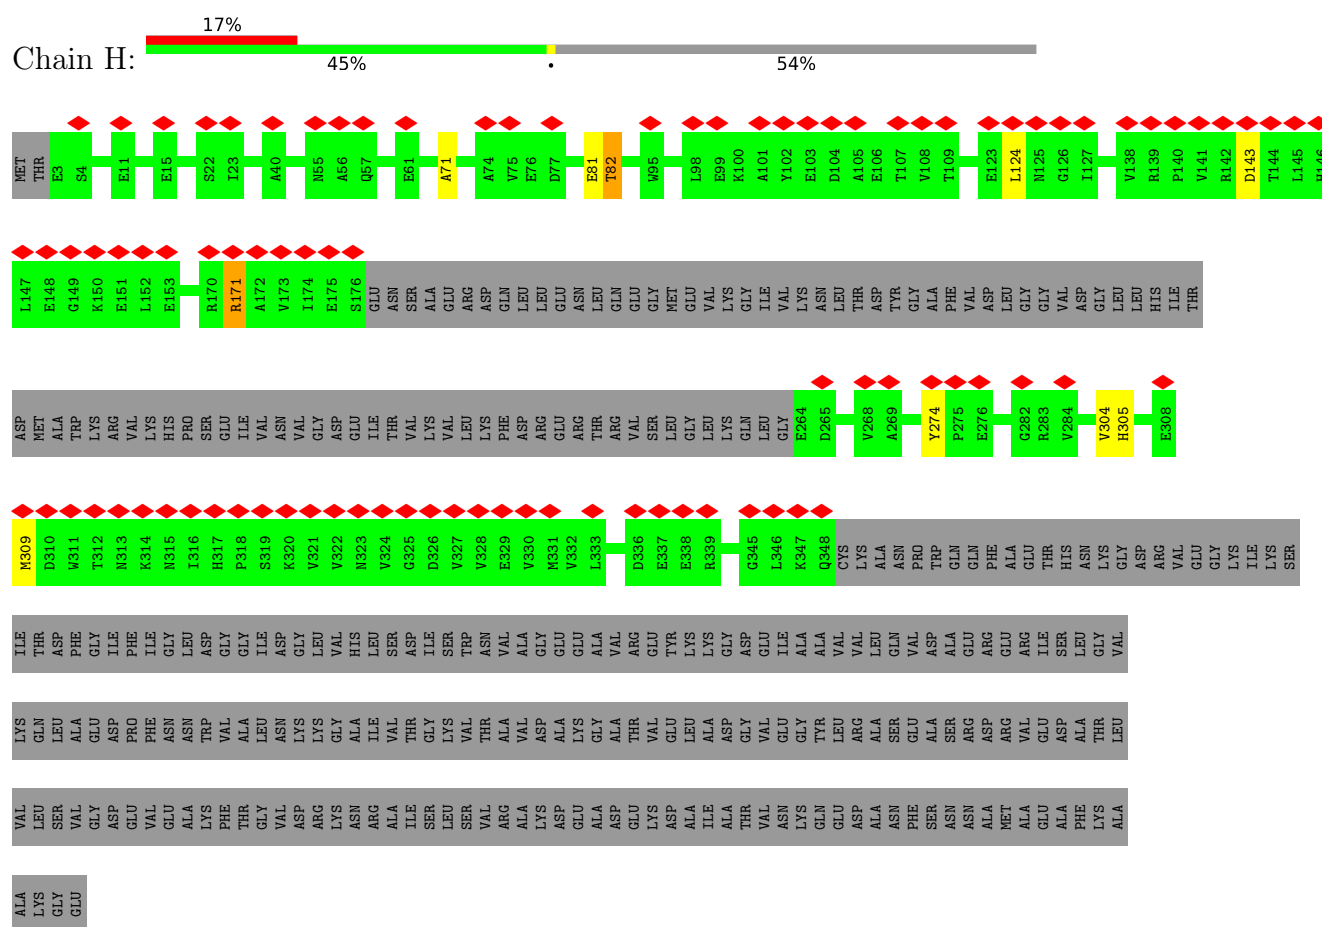 17%
Chain H:
45% • 54%
MET THR E3 S4 E11 E15 S22 I23 A40 N55 A56 Q57 E61 A71 A74 V75 E76 D77 E81 T82 W95 L98 E99 K100 A101 Y102 E103 D104 A105 E106 T107 V108 T109 E123 L124 N125 G126 I127 V138 R139 P140 V141 R142 D143 T144 L145 H146
L147 E148 G149 K150 E151 L152 E153 R170 R171 A172 V173 I174 E175 S176 GLU ASN SER ALA GLU ARG ASP GLN LEU LEU GLU ASN LEU GLN GLU GLY MET GLU VAL LYS GLY ILE VAL LYS ASN LEU THR ASP TYR GLY ALA PHE VAL ASP LEU GLY GLY VAL ASP GLY LEU LEU HIS ILE THR
ASP MET ALA TRP LYS ARG VAL LYS HIS PRO SER GLU ILE VAL ASN VAL GLY ASP GLU ILE THR VAL LYS VAL LEU LYS PHE ASP ARG GLU ARG THR ARG VAL SER LEU GLY LEU LYS GLN LEU GLY E264 D265 V268 A269 Y274 P275 E276 G282 R283 V284 V304 H305 E308
M309 D310 W311 T312 N313 K314 N315 I316 H317 P318 S319 K320 V321 V322 N323 V324 G325 D326 V327 V328 E329 V330 M331 V332 L333 D336 E337 E338 R339 G345 L346 K347 Q348 CYS LYS ALA ASN PRO TRP GLN GLN PHE ALA GLU THR HIS ASN LYS GLY ASP ARG VAL GLU GLY LYS ILE LYS SER
ILE THR ASP PHE GLY ILE PHE ILE GLY LEU ASP GLY GLY ILE ASP GLY LEU VAL HIS LEU SER ASP ILE SER TRP ASN VAL ALA GLY GLU GLU ALA VAL ARG GLU TYR LYS LYS GLY ASP GLU ILE ALA ALA VAL VAL LEU GLN VAL ASP ALA GLU ARG GLU ARG ILE SER LEU GLY VAL
LYS GLN LEU ALA GLU ASP PRO PHE ASN ASN TRP VAL ALA LEU ASN LYS LYS GLY ALA ILE VAL THR GLY LYS VAL THR ALA VAL ASP ALA LYS GLY ALA THR VAL GLU LEU ALA ASP GLY VAL GLU GLY TYR LEU ARG ALA SER GLU ALA SER ARG ASP ARG VAL GLU ASP ALA THR LEU
VAL LEU SER VAL GLY ASP GLU VAL GLU ALA LYS PHE THR GLY VAL ASP ARG LYS ASN ARG ALA ILE SER LEU SER VAL ARG ALA LYS ASP GLU ALA ASP GLU LYS ASP ALA ILE ALA THR VAL ASN LYS GLN GLU ASP ALA ASN PHE SER ASN ASN ALA MET ALA GLU ALA PHE LYS ALA
ALA LYS GLY GLU